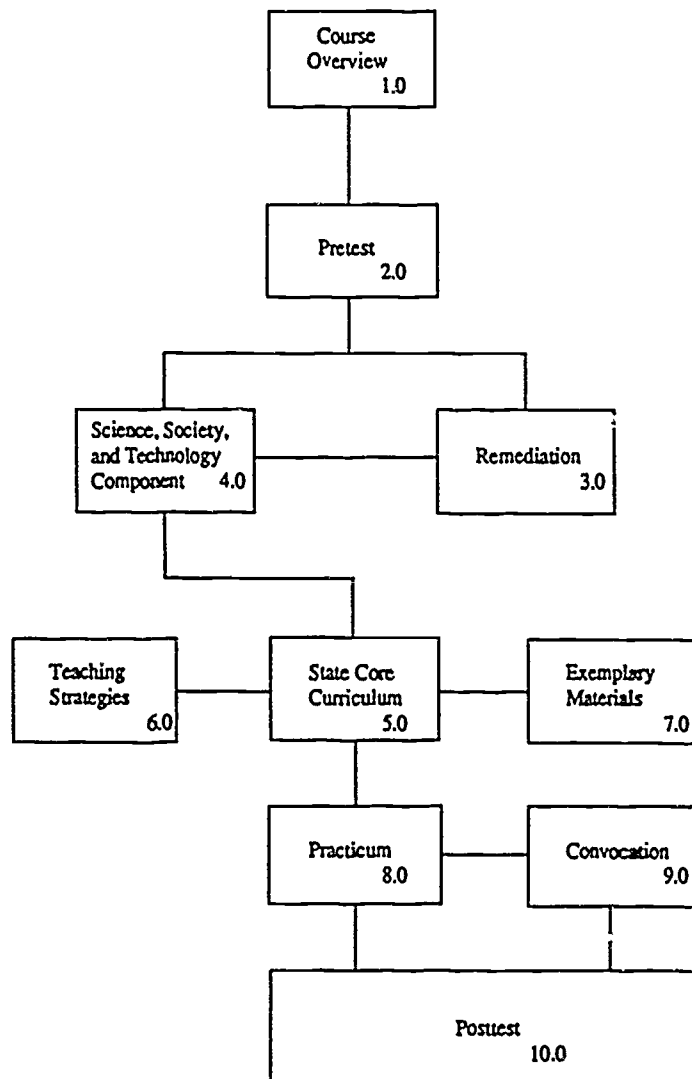 Course
Overview
1.0
Pretest
2.0
Science, Society,
and Technology
Component 4.0
Remediation
3.0
Teaching
Strategies
6.0
State Core
Curriculum
5.0
Exemplary
Materials
7.0
Practicum
8.0
Convocation
9.0
Posttest
10.0